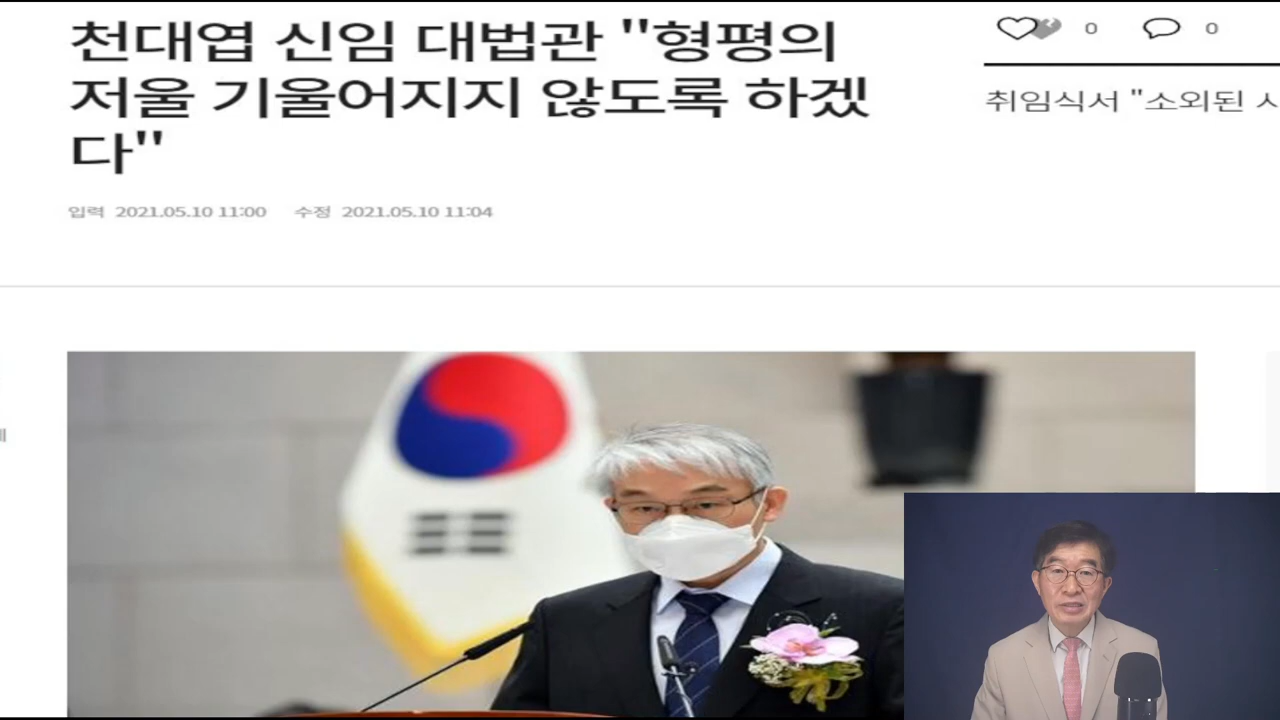 천대엽 신임 대법관 "형평의
저울 기울어지지 않도록 하겠
다"
입력 2021.05.10 11:00 수정 2021.05.10 11:04
0 0
취임식서 "소외된